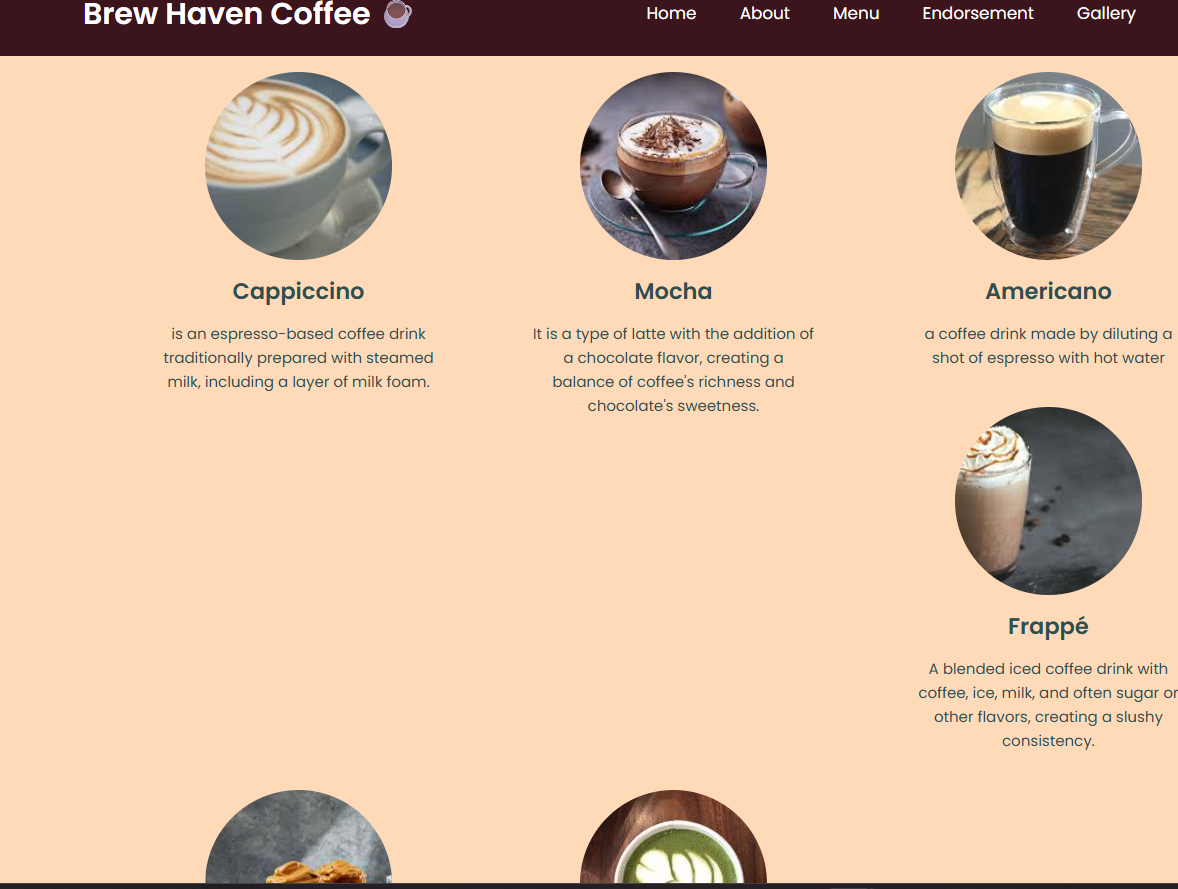 Brew Haven Coffee
Home About Menu Endorsement Gallery
Cappiccino
is an espresso-based coffee drink
traditionally prepared with steamed
milk, including a layer of milk foam.
Mocha
It is a type of latte with the addition of
a chocolate flavor, creating a
balance of coffee's richness and
chocolate's sweetness.
Americano
a coffee drink made by diluting a
shot of espresso with hot water
Frappé
A blended iced coffee drink with
coffee, ice, milk, and often sugar or
other flavors, creating a slushy
consistency.